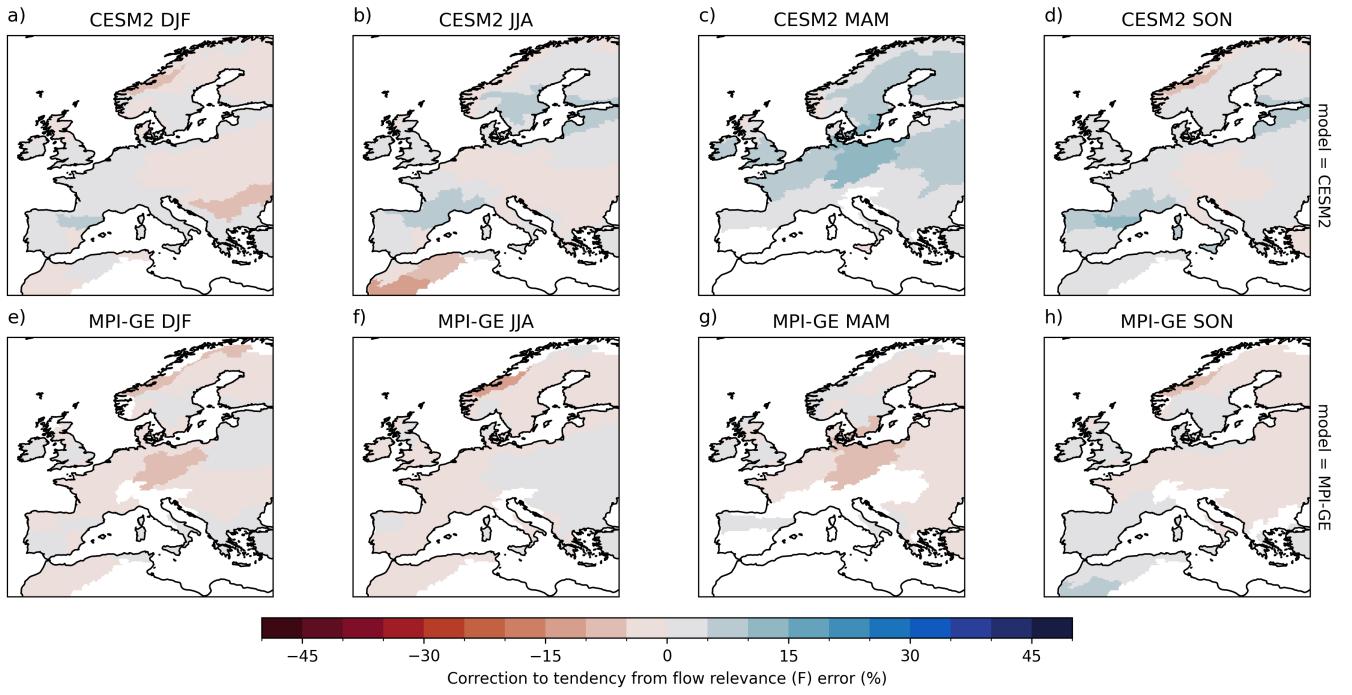 a) CESM2 DJF
b) CESM2 JJA
c) CESM2 MAM
d) CESM2 SON
model = CESM2
e) MPI-GE DJF
f) MPI-GE JJA
g) MPI-GE MAM
h) MPI-GE SON
model = MPI-GE
−45 −30 −15 0 15 30 45
Correction to tendency from flow relevance (F) error (%)